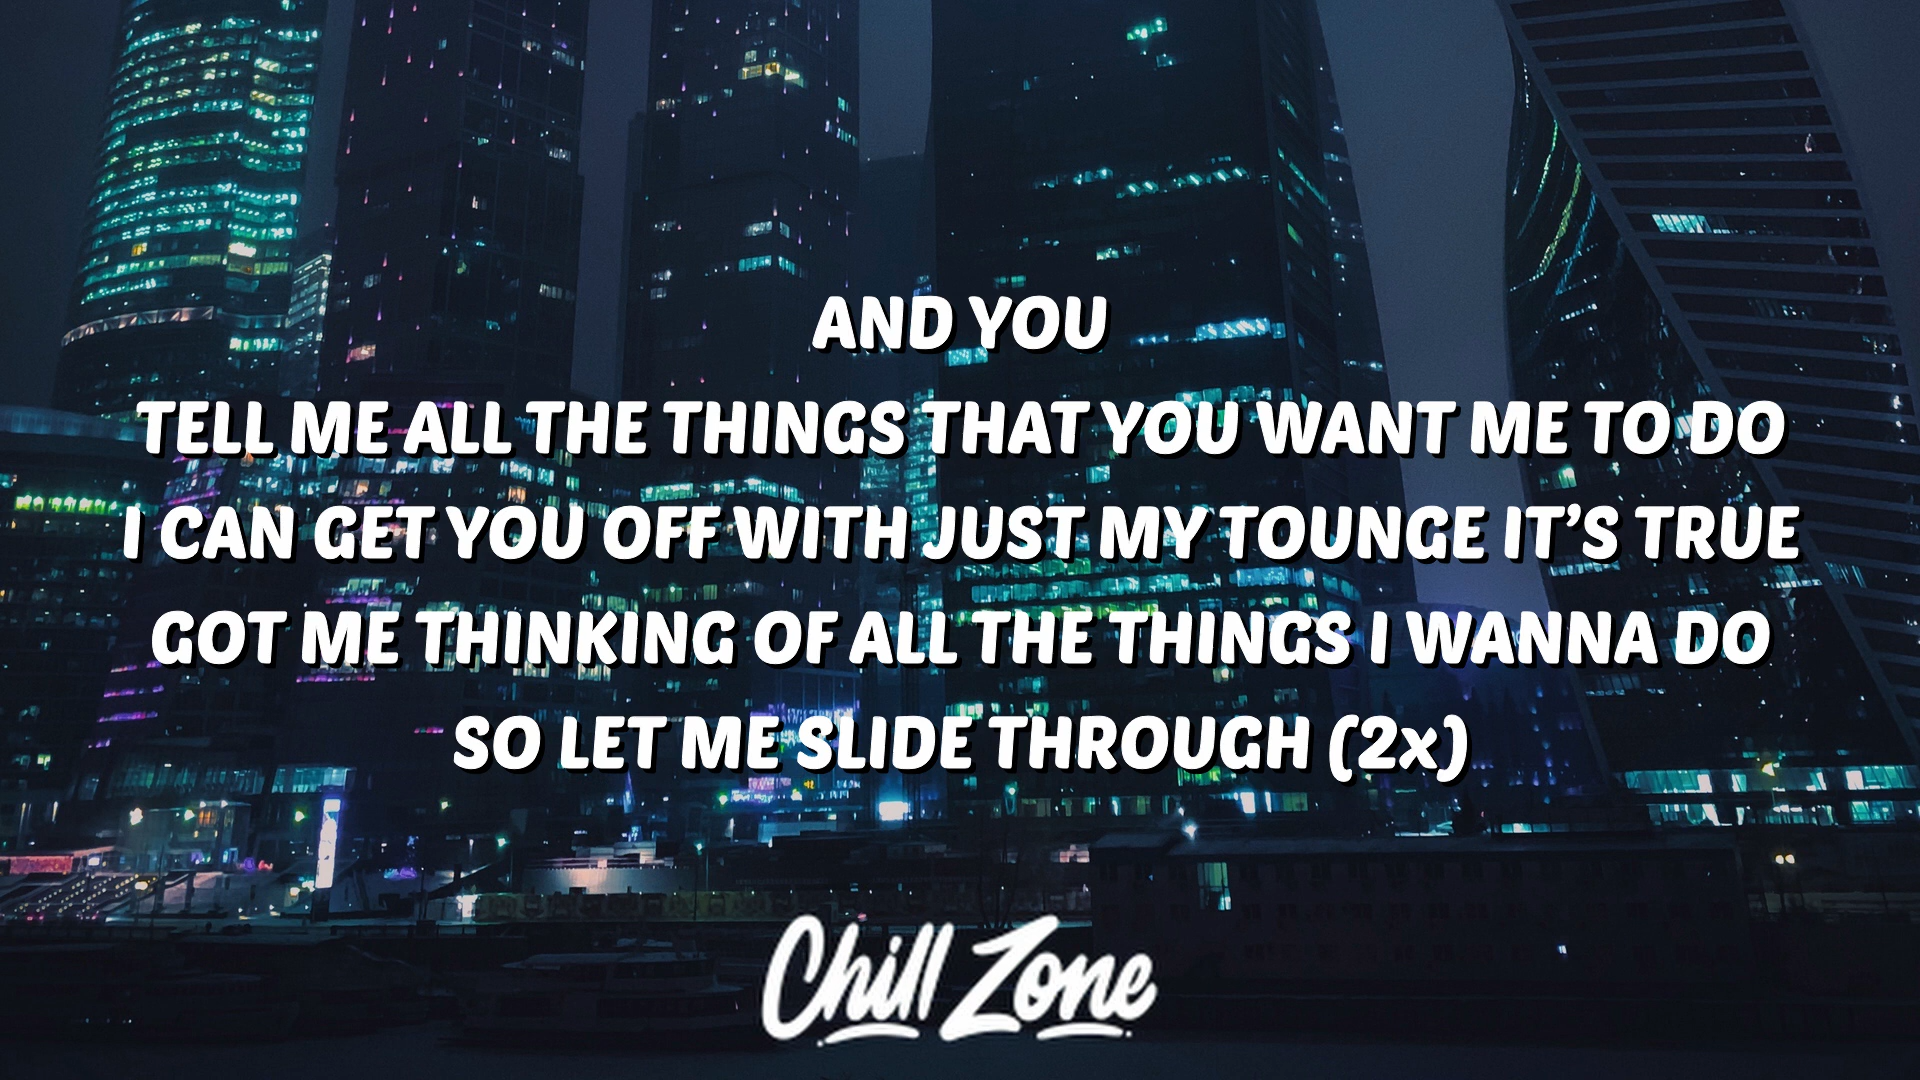 AND YOU
TELL ME ALL THE THINGS THAT YOU WANT ME TO DO
I CAN GET YOU OFF WITH JUST MY TOUNGE IT’S TRUE
GOT ME THINKING OF ALL THE THINGS I WANNA DO
SO LET ME SLIDE THROUGH (2x)
Chill Zone